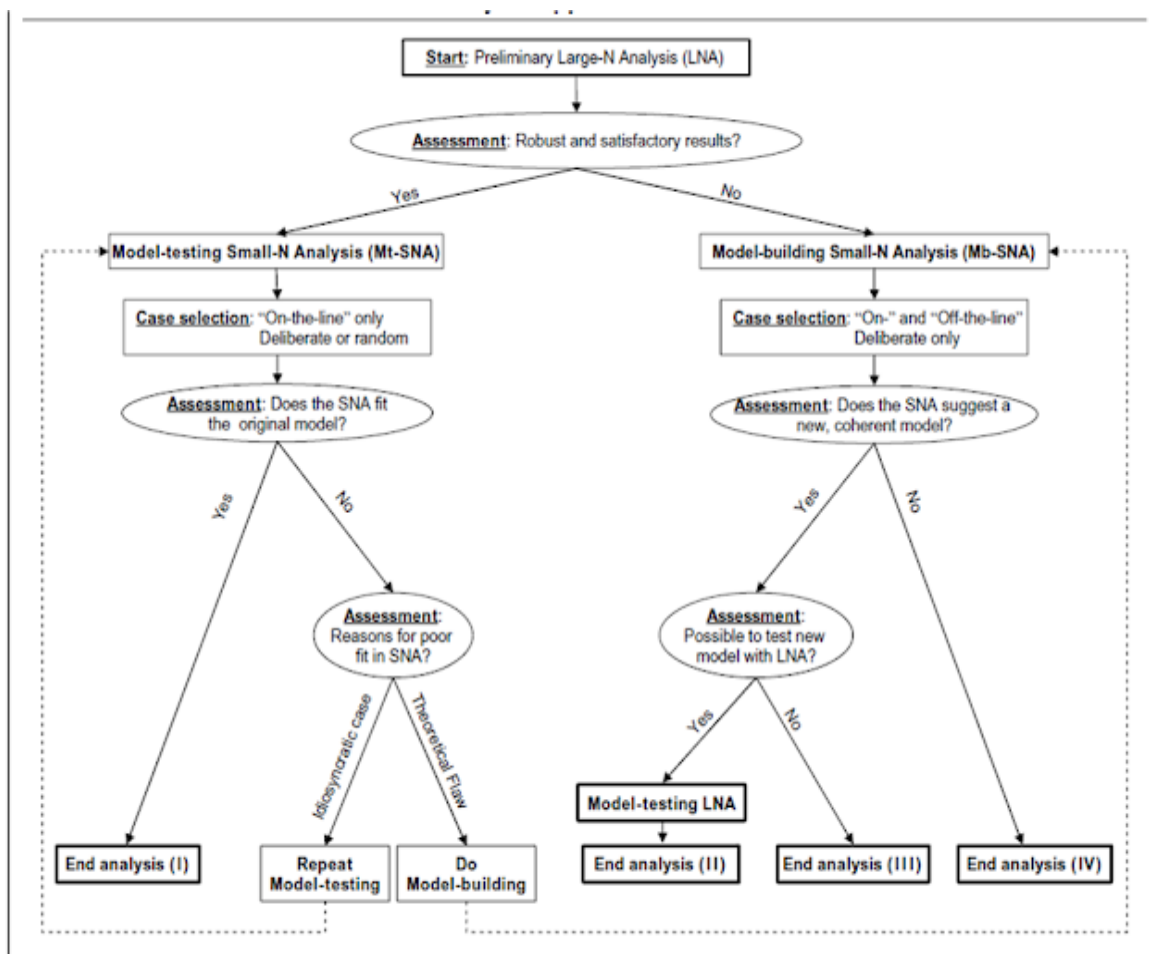 Start: Preliminary Large-N Analysis (LNA)
Assessment: Robust and satisfactory results?
Yes
No
Model-testing Small-N Analysis (Mt-SNA)
Model-building Small-N Analysis (Mb-SNA)
Case selection: “On-the-line” only
Deliberate or random
Case selection: “On-” and “Off-the-line”
Deliberate only
Assessment: Does the SNA fit
the original model?
Assessment: Does the SNA suggest a
new, coherent model?
Yes
No
Yes
No
Assessment:
Reasons for poor
fit in SNA?
Assessment:
Possible to test new
model with LNA?
Idiosyncratic case
Theoretical Flaw
Yes
No
Model-testing LNA
End analysis (I)
Repeat
Model-testing
Do
Model-building
End analysis (II)
End analysis (III)
End analysis (IV)